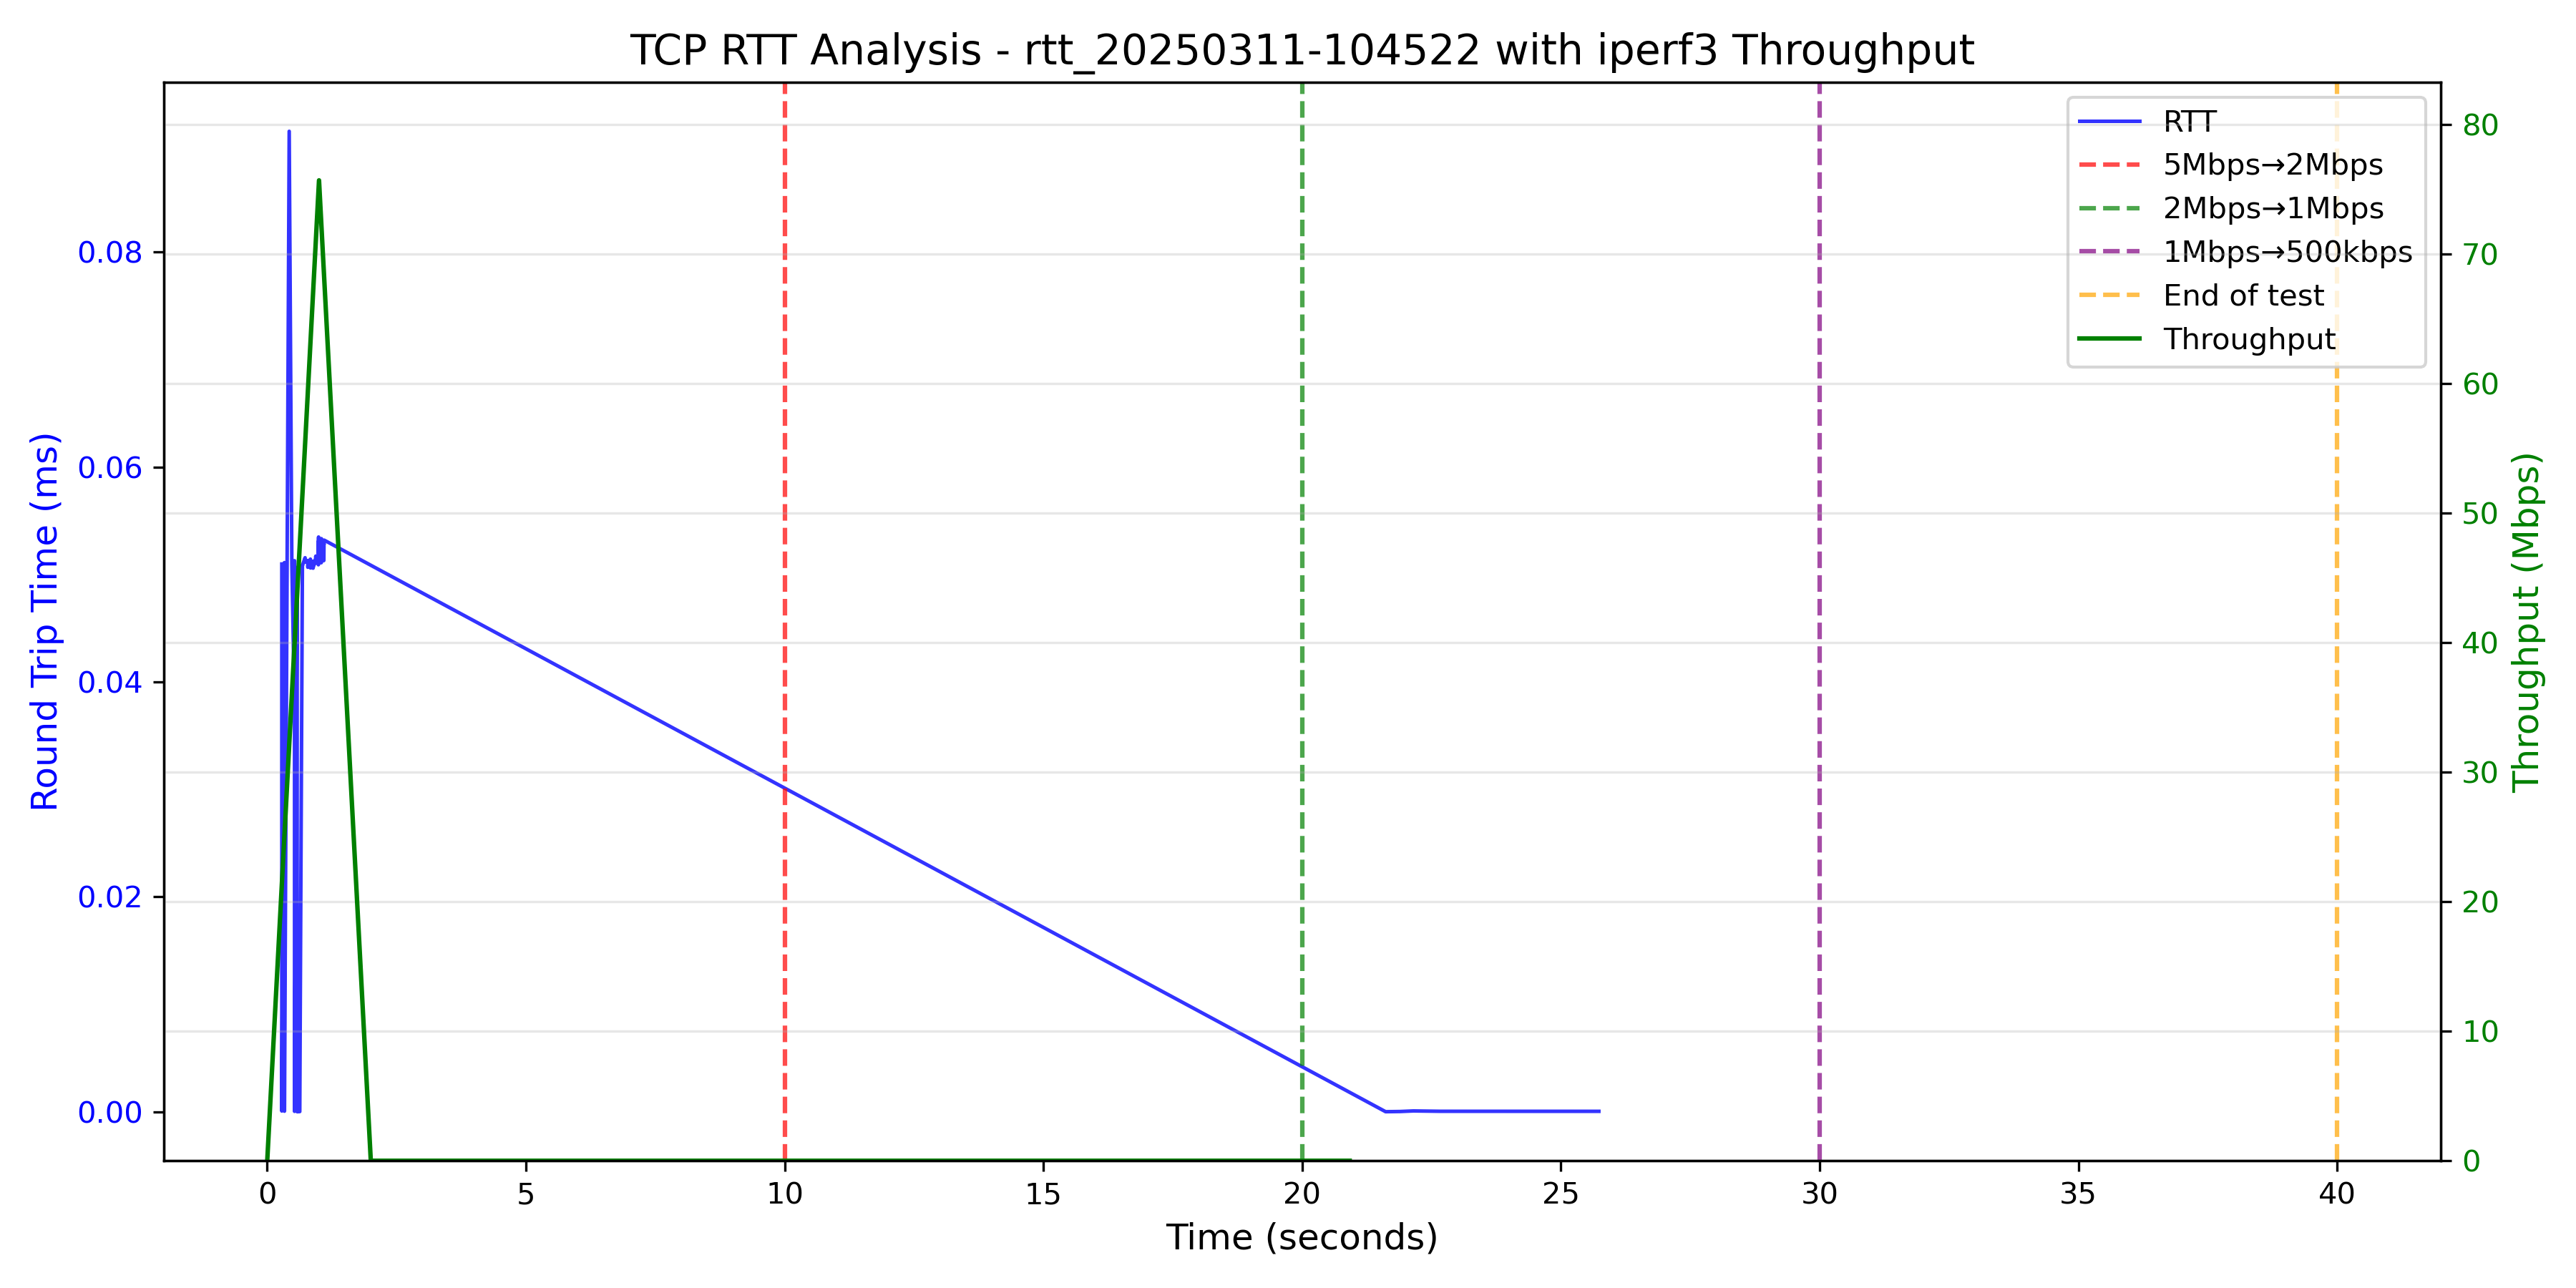 TCP RTT Analysis - rtt_20250311-104522 with iperf3 Throughput
Round Trip Time (ms)
0.08
0.06
0.04
0.02
0.00
RTT
5Mbps→2Mbps
2Mbps→1Mbps
1Mbps→500kbps
End of test
Throughput
80
70
60
50
40
30
20
10
0
Throughput (Mbps)
0 5 10 15 20 25 30 35 40
Time (seconds)